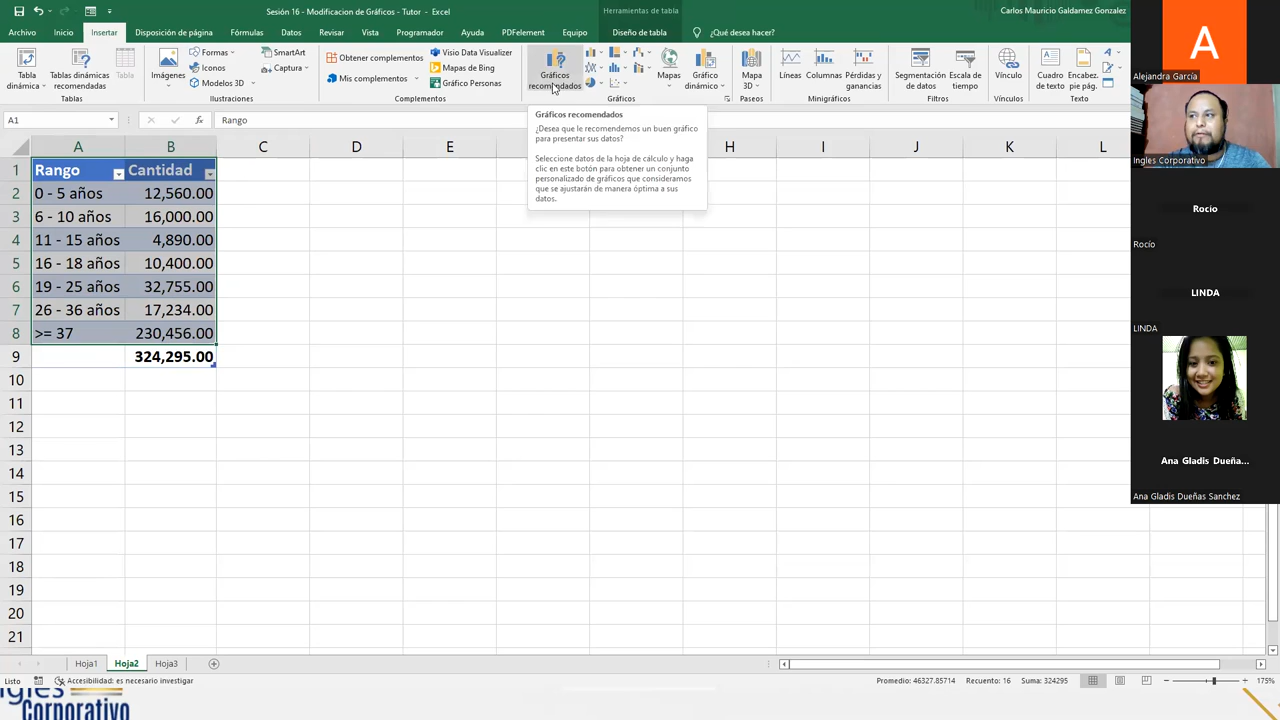 Sesión 16 - Modificacion de Gráficos - Tutor - Excel
Herramientas de tabla
Carlos Mauricio Galdamez Gonzalez
Archivo Inicio Insertar Disposición de página Fórmulas Datos Revisar Vista Programador Ayuda PDFelement Equipo Diseño de tabla ¿Qué desea hacer?
Tabla dinámica
Tablas dinámicas recomendadas
Tabla
Tablas
Imágenes
Formas
Iconos
Modelos 3D
SmartArt
Captura
Ilustraciones
Obtener complementos
Mis complementos
Visio Data Visualizer
Mapas de Bing
Gráfico Personas
Complementos
Gráficos recomendados
Mapas
Gráfico dinámico
Gráficos
Mapa 3D
Paseos
Líneas
Columnas
Pérdidas y ganancias
Minigráficos
Segmentación de datos
Escala de tiempo
Filtros
Vínculo
Vínculos
Cuadro de texto
Encabez. pie pág.
Texto
A1
Rango
Gráficos recomendados
¿Desea que le recomendemos un buen gráfico
para presentar sus datos?
Seleccione datos de la hoja de cálculo y haga
clic en este botón para obtener un conjunto
personalizado de gráficos que consideramos
que se ajustarán de manera óptima a sus
datos.
A B C D E H I J K L
1 Rango Cantidad
2 0 - 5 años 12,560.00
3 6 - 10 años 16,000.00
4 11 - 15 años 4,890.00
5 16 - 18 años 10,400.00
6 19 - 25 años 32,755.00
7 26 - 36 años 17,234.00
8 >= 37 230,456.00
9 324,295.00
10
11
12
13
14
15
16
17
18
19
20
21
Hoja1 Hoja2 Hoja3
Listo
Accesibilidad: es necesario investigar
Promedio: 46327.85714 Recuento: 16 Suma: 324295
175%
Ingles
Corporativo
A
Alejandra García
Ingles Corporativo
Rocío
Rocío
LINDA
LINDA
Ana Gladis Dueña...
Ana Gladis Dueñas Sanchez